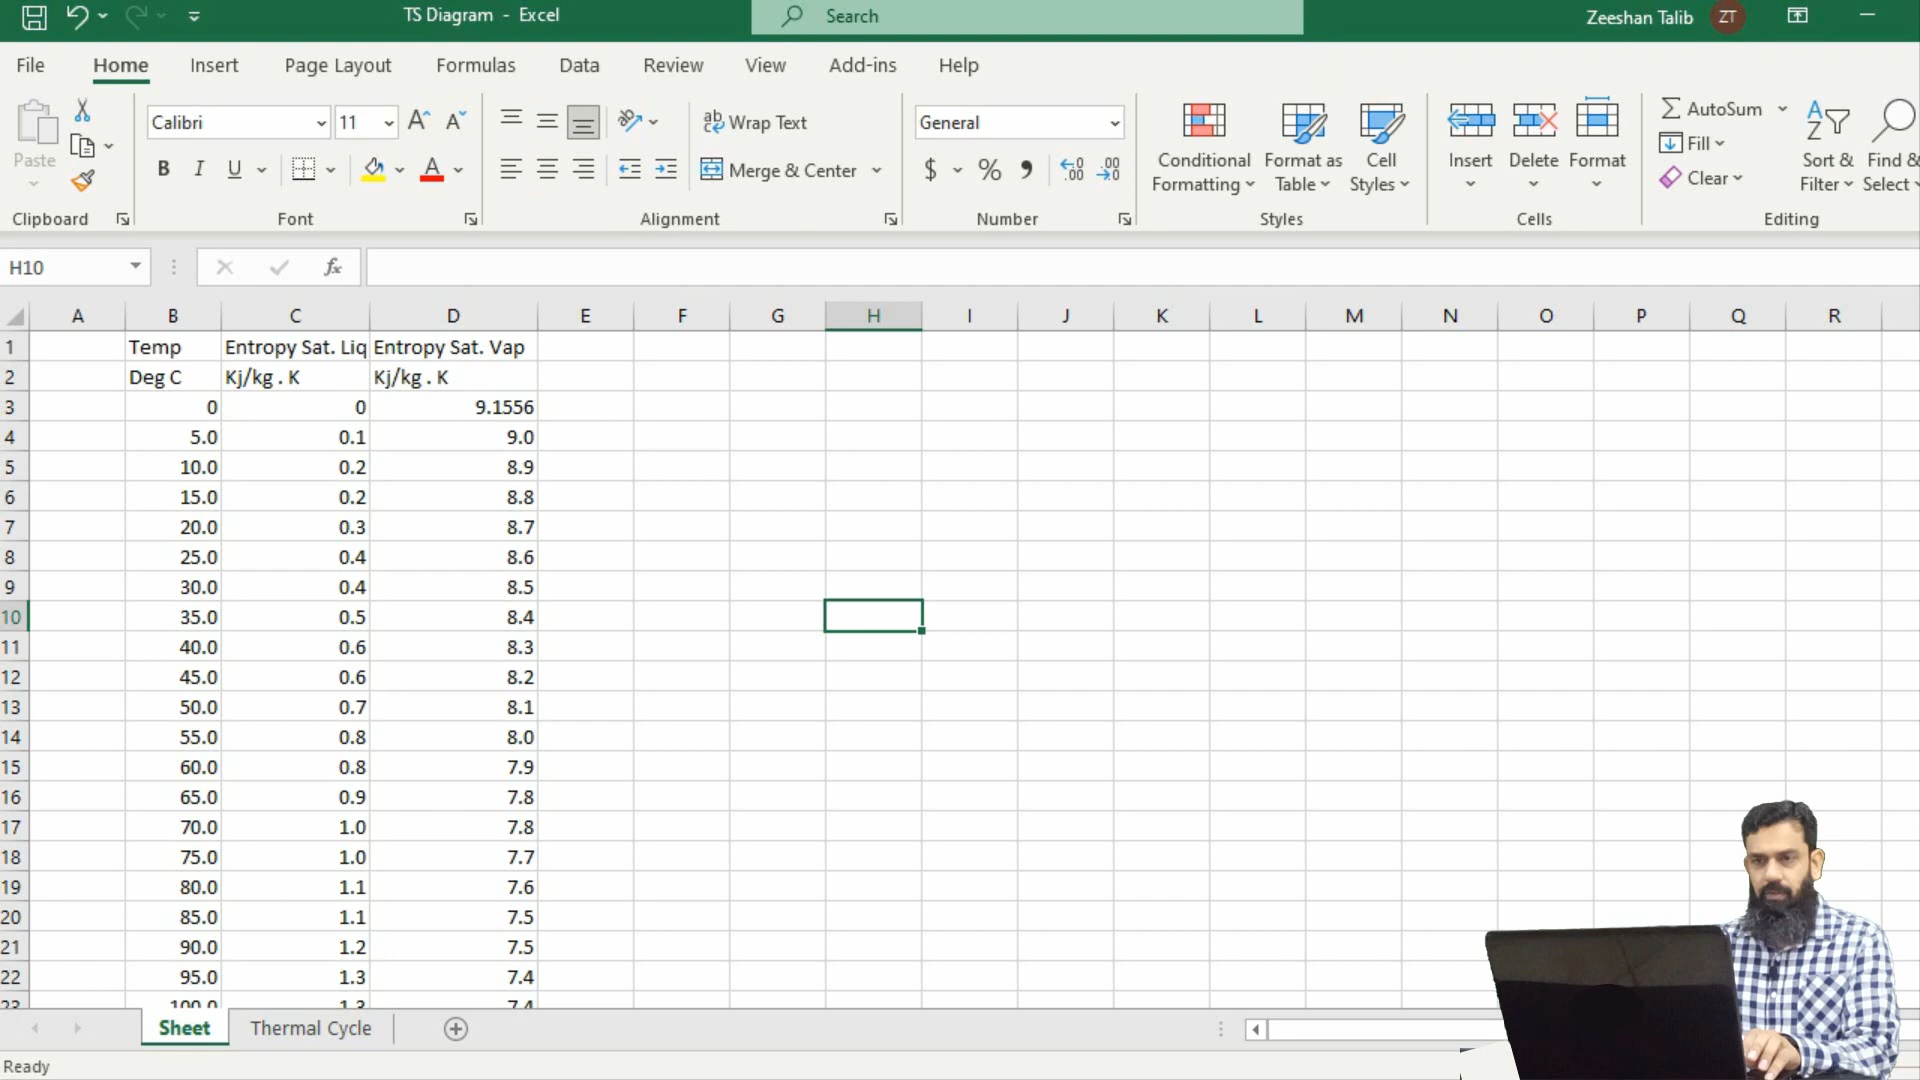 TS Diagram - Excel
Search
Zeeshan Talib ZT
File Home Insert Page Layout Formulas Data Review View Add-ins Help
Paste
Clipboard
Calibri 11
B I U
Font
Wrap Text
Merge & Center
Alignment
General
$ % ,
Number
Conditional Formatting
Format as Table
Cell Styles
Styles
Insert Delete Format
Cells
AutoSum
Fill
Clear
Sort & Filter
Find & Select
Editing
H10 fx
A B C D E F G H I J K L M N O P Q R
1 Temp Entropy Sat. Liq Entropy Sat. Vap
2 Deg C Kj/kg . K Kj/kg . K
3 0 0 9.1556
4 5.0 0.1 9.0
5 10.0 0.2 8.9
6 15.0 0.2 8.8
7 20.0 0.3 8.7
8 25.0 0.4 8.6
9 30.0 0.4 8.5
10 35.0 0.5 8.4
11 40.0 0.6 8.3
12 45.0 0.6 8.2
13 50.0 0.7 8.1
14 55.0 0.8 8.0
15 60.0 0.8 7.9
16 65.0 0.9 7.8
17 70.0 1.0 7.8
18 75.0 1.0 7.7
19 80.0 1.1 7.6
20 85.0 1.1 7.5
21 90.0 1.2 7.5
22 95.0 1.3 7.4
23 100.0 1.3 7.4
Sheet Thermal Cycle
Ready